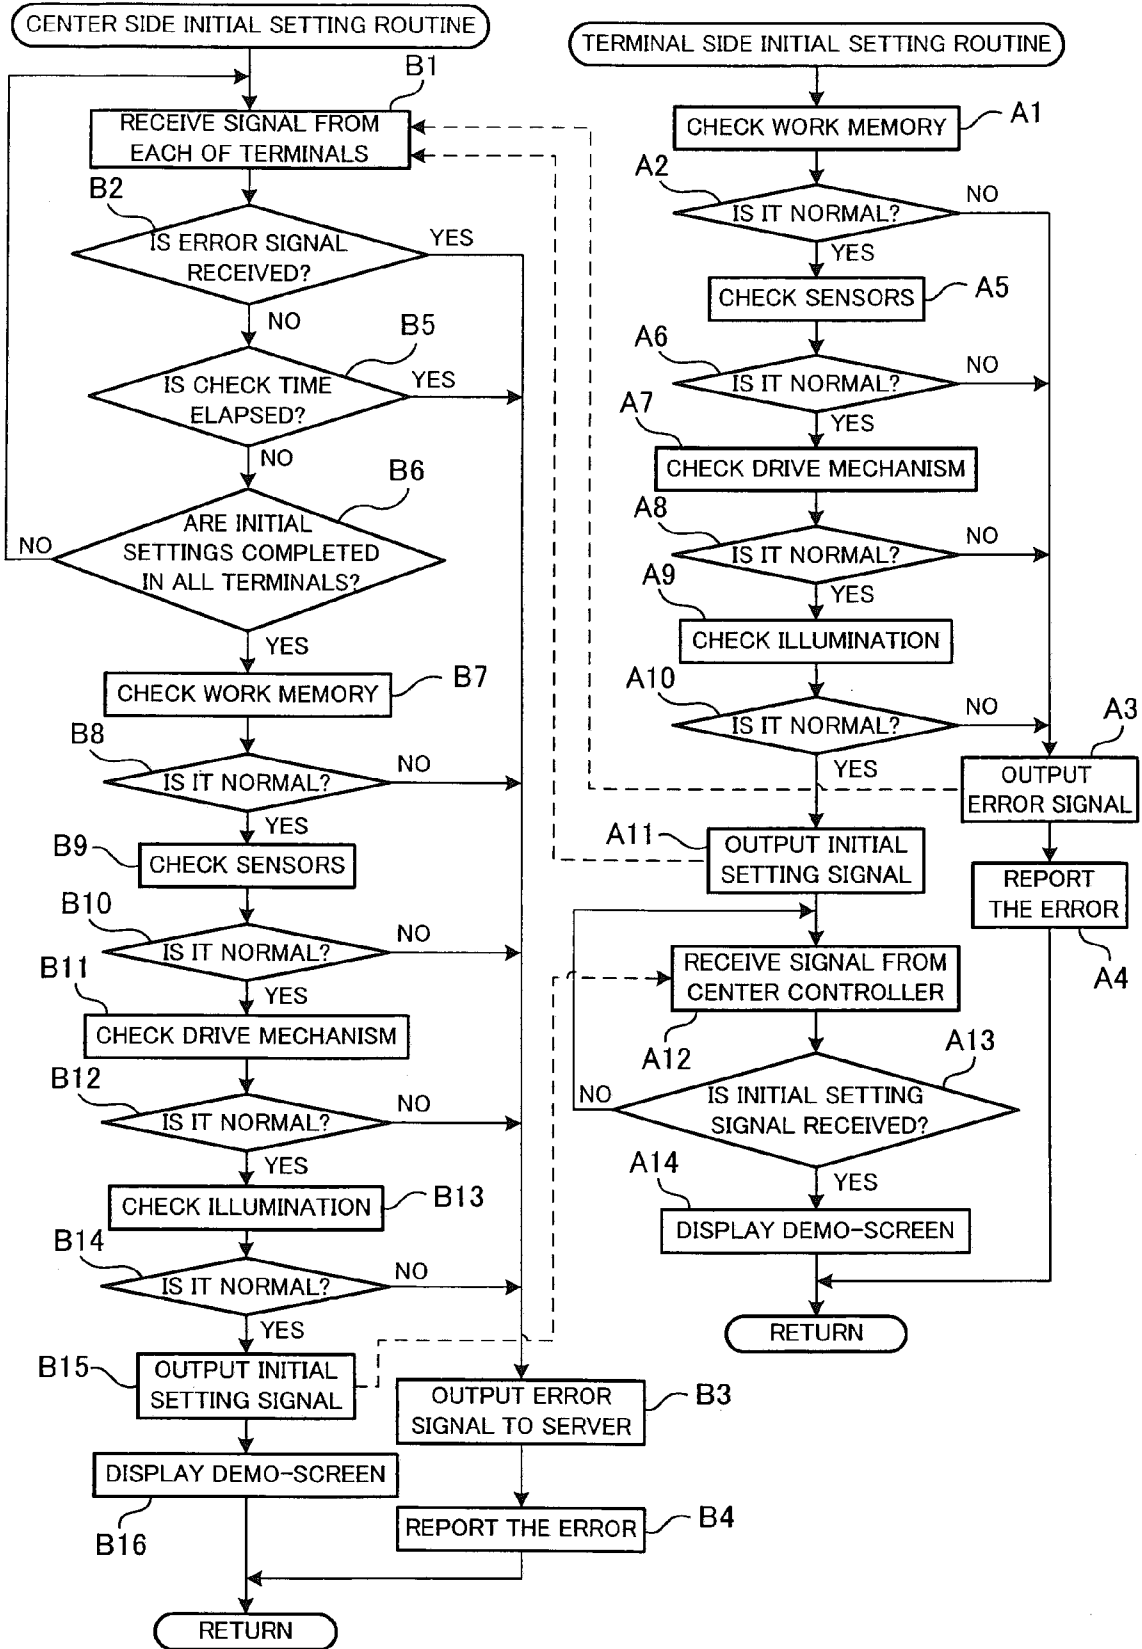 CENTER SIDE INITIAL SETTING ROUTINE
B1
RECEIVE SIGNAL FROM
EACH OF TERMINALS
B2
IS ERROR SIGNAL
RECEIVED?
YES
NO
B5
IS CHECK TIME
ELAPSED?
YES
NO
B6
ARE INITIAL
SETTINGS COMPLETED
IN ALL TERMINALS?
NO
YES
CHECK WORK MEMORY
B7
B8
IS IT NORMAL?
NO
YES
B9
CHECK SENSORS
B10
IS IT NORMAL?
NO
YES
B11
CHECK DRIVE MECHANISM
B12
IS IT NORMAL?
NO
YES
CHECK ILLUMINATION
B13
B14
IS IT NORMAL?
NO
YES
B15
OUTPUT INITIAL
SETTING SIGNAL
OUTPUT ERROR
SIGNAL TO SERVER
B3
DISPLAY DEMO-SCREEN
B16
REPORT THE ERROR
B4
RETURN
TERMINAL SIDE INITIAL SETTING ROUTINE
CHECK WORK MEMORY
A1
A2
IS IT NORMAL?
NO
YES
CHECK SENSORS
A5
A6
IS IT NORMAL?
NO
YES
A7
CHECK DRIVE MECHANISM
A8
IS IT NORMAL?
NO
YES
A9
CHECK ILLUMINATION
A10
IS IT NORMAL?
NO
YES
A3
OUTPUT
ERROR SIGNAL
A11
OUTPUT INITIAL
SETTING SIGNAL
REPORT
THE ERROR
A4
RECEIVE SIGNAL FROM
CENTER CONTROLLER
A12
A13
IS INITIAL SETTING
SIGNAL RECEIVED?
NO
YES
A14
DISPLAY DEMO-SCREEN
RETURN